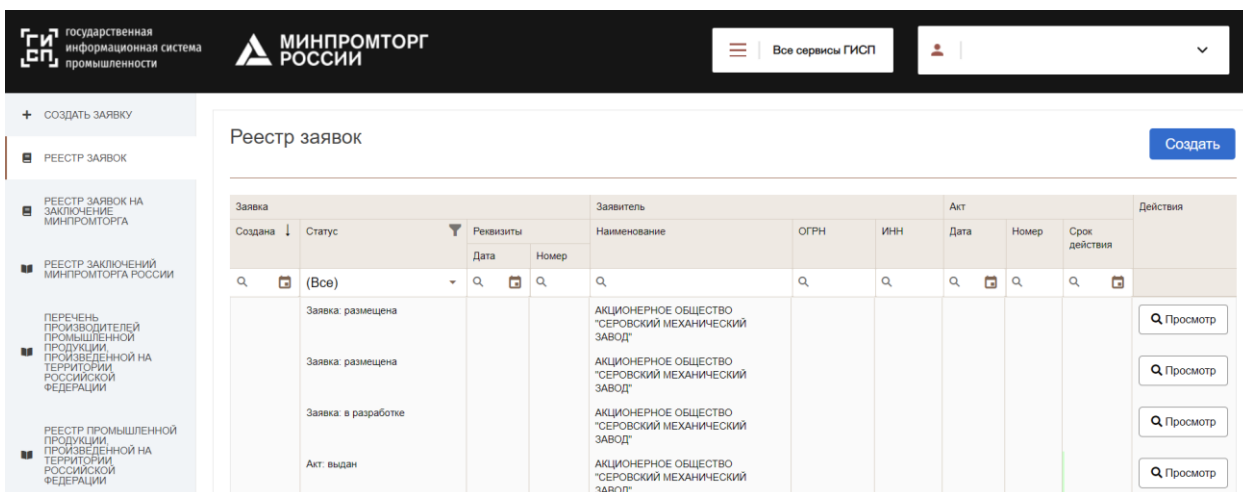 государственная
информационная система
промышленности
ГИСП
МИНПРОМТОРГ
РОССИИ
Все сервисы ГИСП
+ СОЗДАТЬ ЗАЯВКУ
РЕЕСТР ЗАЯВОК
РЕЕСТР ЗАЯВОК НА
ЗАКЛЮЧЕНИЕ
МИНПРОМТОРГА
РЕЕСТР ЗАКЛЮЧЕНИЙ
МИНПРОМТОРГА РОССИИ
ПЕРЕЧЕНЬ
ПРОИЗВОДИТЕЛЕЙ
ПРОМЫШЛЕННОЙ
ПРОДУКЦИИ,
ПРОИЗВЕДЕННОЙ НА
ТЕРРИТОРИИ
РОССИЙСКОЙ
ФЕДЕРАЦИИ
РЕЕСТР ПРОМЫШЛЕННОЙ
ПРОДУКЦИИ,
ПРОИЗВЕДЕННОЙ НА
ТЕРРИТОРИИ
РОССИЙСКОЙ
ФЕДЕРАЦИИ
Реестр заявок
Создать
Заявка Заявитель Акт Действия
Создана Статус Реквизиты Наименование ОГРН ИНН Дата Номер Срок
действия
Дата Номер
(Все)
Заявка: размещена АКЦИОНЕРНОЕ ОБЩЕСТВО
"СЕРОВСКИЙ МЕХАНИЧЕСКИЙ
ЗАВОД"
Просмотр
Заявка: размещена АКЦИОНЕРНОЕ ОБЩЕСТВО
"СЕРОВСКИЙ МЕХАНИЧЕСКИЙ
ЗАВОД"
Просмотр
Заявка: в разработке АКЦИОНЕРНОЕ ОБЩЕСТВО
"СЕРОВСКИЙ МЕХАНИЧЕСКИЙ
ЗАВОД"
Просмотр
Акт: выдан АКЦИОНЕРНОЕ ОБЩЕСТВО
"СЕРОВСКИЙ МЕХАНИЧЕСКИЙ
ЗАВОД"
Просмотр